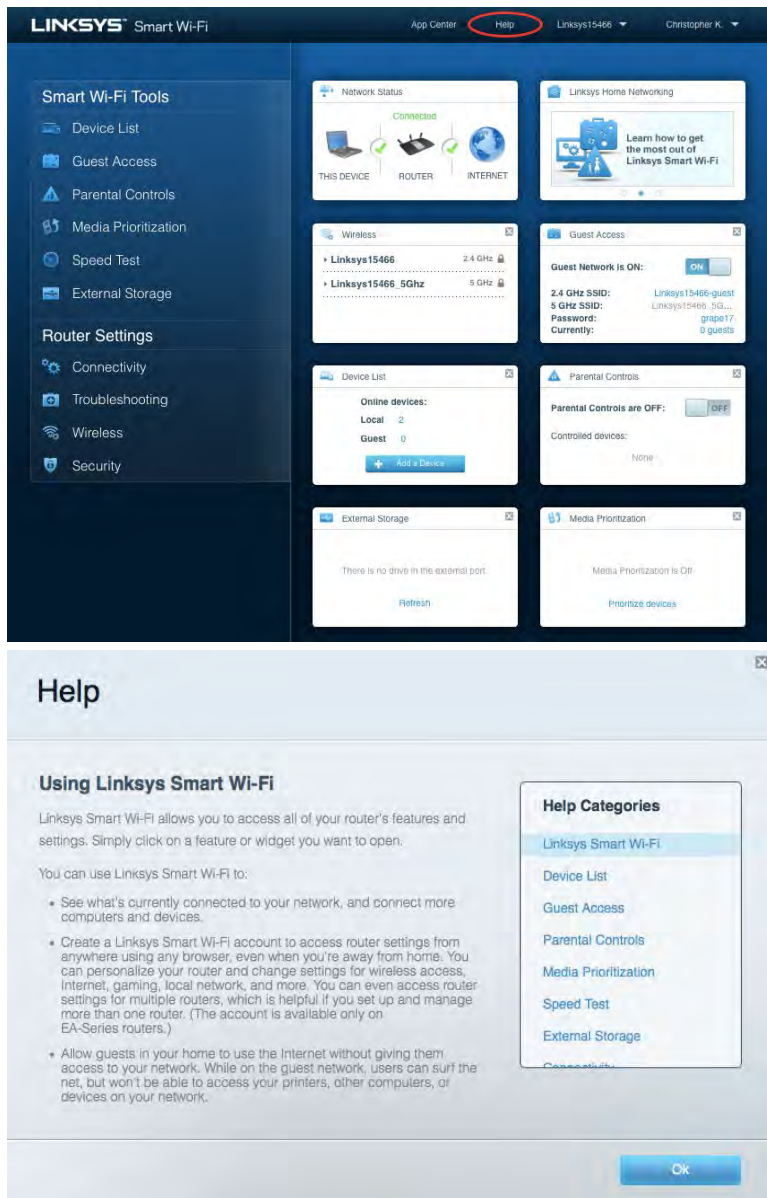 LINKSYS Smart Wi-Fi
App Center
Help
Linksys15466
Christopher K.
Smart Wi-Fi Tools
Device List
Guest Access
Parental Controls
Media Prioritization
Speed Test
External Storage
Router Settings
Connectivity
Troubleshooting
Wireless
Security
Network Status
Connected
THIS DEVICE
ROUTER
INTERNET
Linksys Home Networking
Learn how to get
the most out of
Linksys Smart Wi-Fi
Wireless
Linksys15466 2.4 GHz
Linksys15466_5Ghz 5 GHz
Guest Access
Guest Network is ON: ON
2.4 GHz SSID: Linksys15466-guest
5 GHz SSID: Linksys15466_5G...
Password: grape17
Currently: 0 guests
Device List
Online devices:
Local 2
Guest 0
Add a Device
Parental Controls
Parental Controls are OFF: OFF
Controlled devices:
None
External Storage
There is no drive in the external port.
Refresh
Media Prioritization
Media Prioritization is Off
Prioritize devices
Help
Using Linksys Smart Wi-Fi
Linksys Smart Wi-Fi allows you to access all of your router's features and
settings. Simply click on a feature or widget you want to open.
You can use Linksys Smart Wi-Fi to:
• See what's currently connected to your network, and connect more
computers and devices.
• Create a Linksys Smart Wi-Fi account to access router settings from
anywhere using any browser, even when you're away from home. You
can personalize your router and change settings for wireless access,
Internet, gaming, local network, and more. You can even access router
settings for multiple routers, which is helpful if you set up and manage
more than one router. (The account is available only on
EA-Series routers.)
• Allow guests in your home to use the Internet without giving them
access to your network. While on the guest network, users can surf the
net, but won't be able to access your printers, other computers, or
devices on your network.
Help Categories
Linksys Smart Wi-Fi
Device List
Guest Access
Parental Controls
Media Prioritization
Speed Test
External Storage
Connectivity
Ok